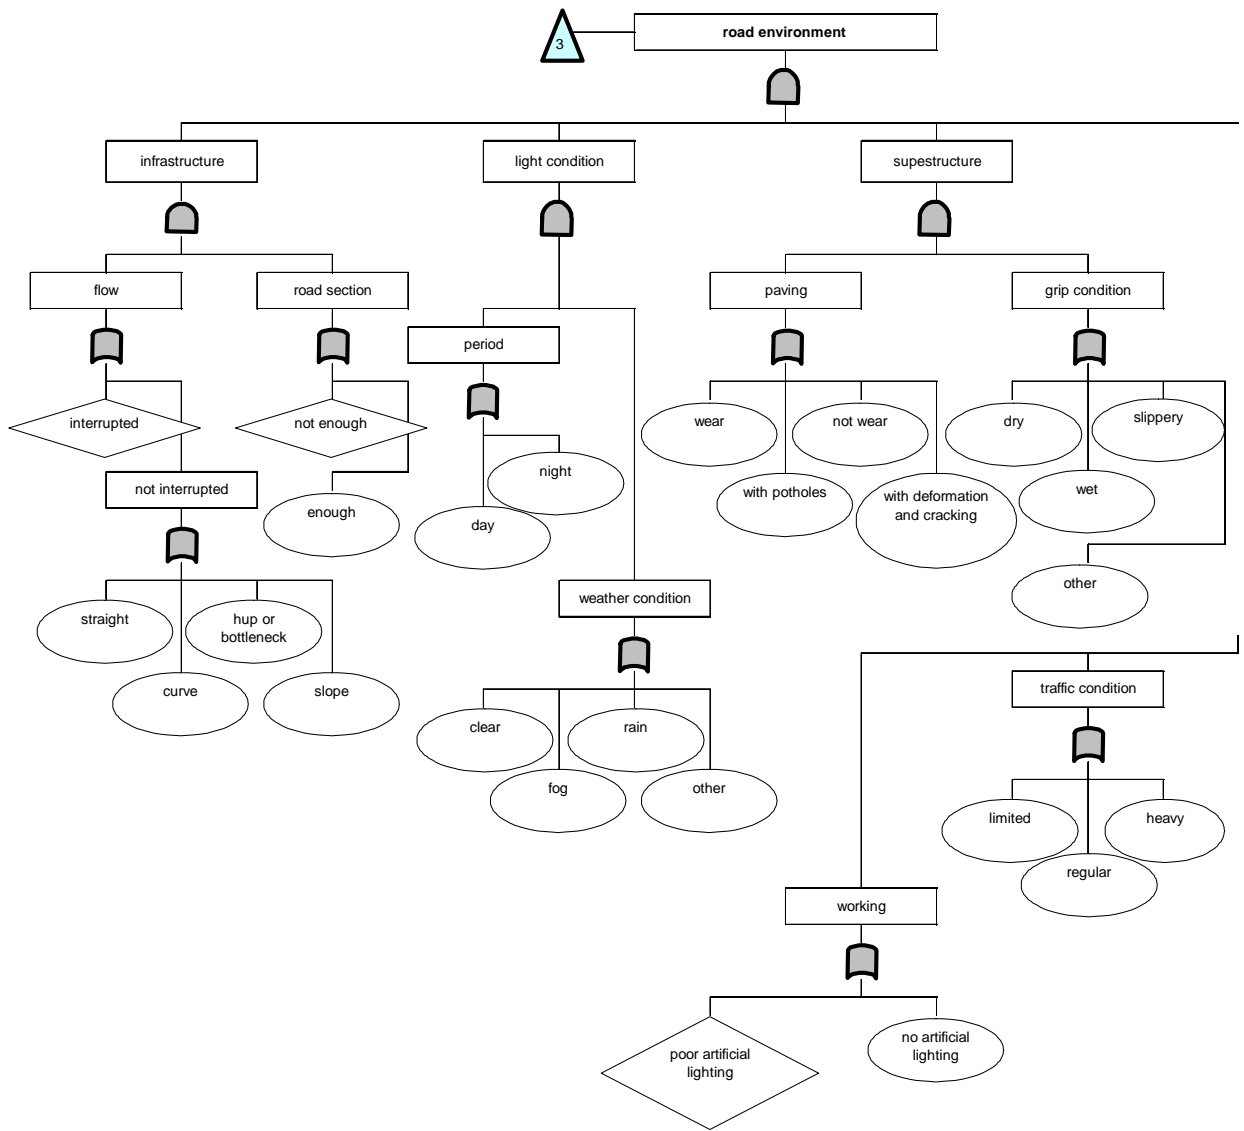 3
road environment
infrastructure
light condition
supestructure
flow
road section
paving
grip condition
period
interrupted
not enough
wear
not wear
dry
slippery
not interrupted
enough
night
day
with potholes
with deformation
and cracking
wet
other
straight
hup or
bottleneck
curve
slope
weather condition
clear
rain
fog
other
traffic condition
limited
heavy
regular
working
poor artificial
lighting
no artificial
lighting